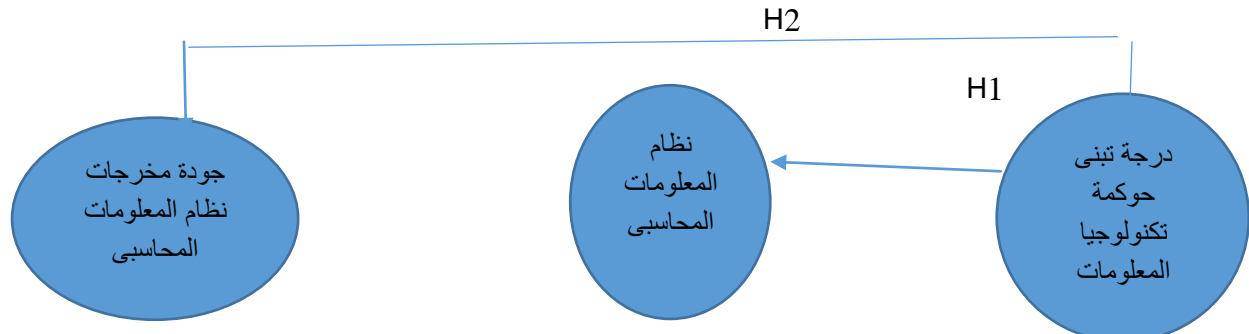 H2
H1
درجة تبنى
حوكمة
تكنولوجيا
المعلومات
نظام
المعلومات
المحاسبى
جودة مخرجات
نظام المعلومات
المحاسبى